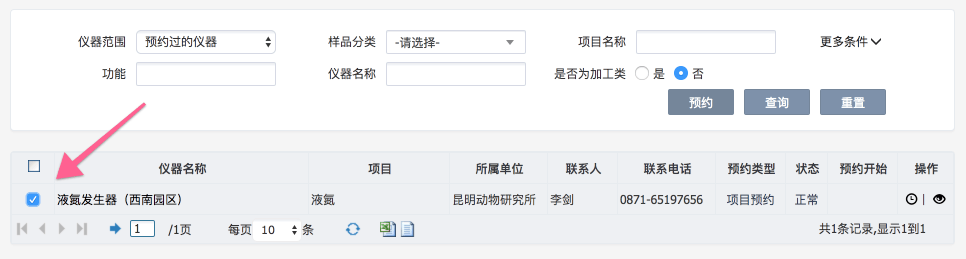 仪器范围 预约过的仪器 样品分类 -请选择- 项目名称 更多条件
功能 仪器名称 是否为加工类 是 否
预约 查询 重置
仪器名称 项目 所属单位 联系人 联系电话 预约类型 状态 预约开始 操作
液氮发生器（西南园区） 液氮 昆明动物研究所 李剑 0871-65197656 项目预约 正常 |
1 /1页 每页 10 条 共1条记录,显示1到1